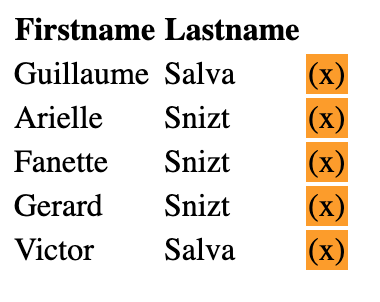 Firstname Lastname
Guillaume Salva (x)
Arielle Snizt (x)
Fanette Snizt (x)
Gerard Snizt (x)
Victor Salva (x)